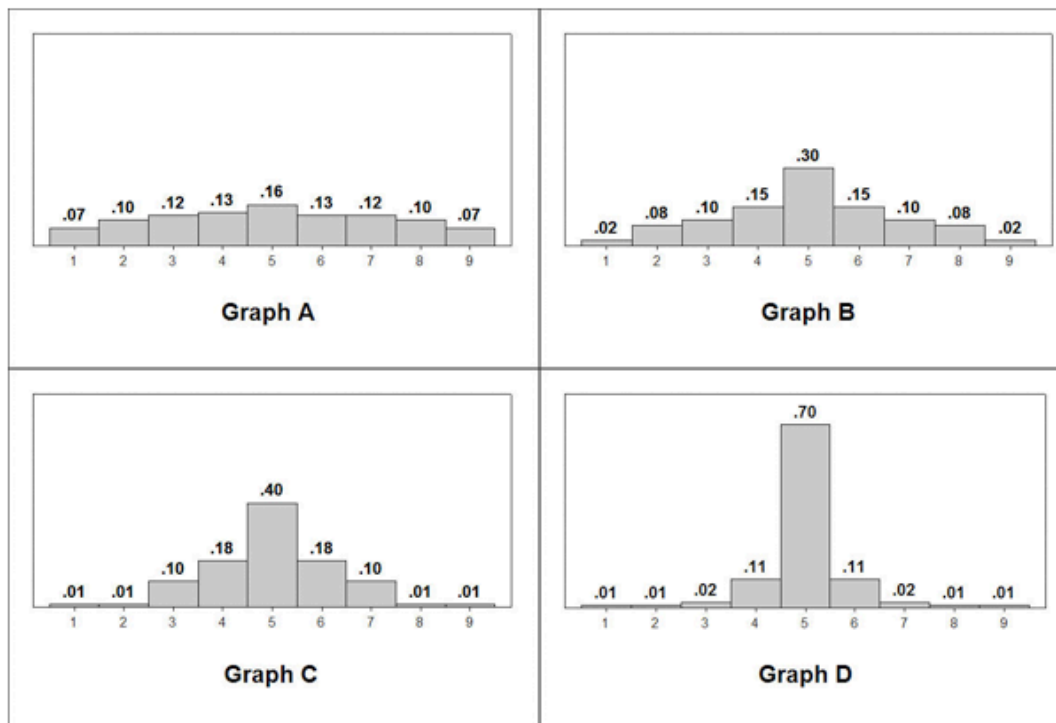 .07 .10 .12 .13 .16 .13 .12 .10 .07
1 2 3 4 5 6 7 8 9
Graph A
.02 .08 .10 .15 .30 .15 .10 .08 .02
1 2 3 4 5 6 7 8 9
Graph B
.01 .01 .10 .18 .40 .18 .10 .01 .01
1 2 3 4 5 6 7 8 9
Graph C
.01 .01 .02 .11 .70 .11 .02 .01 .01
1 2 3 4 5 6 7 8 9
Graph D